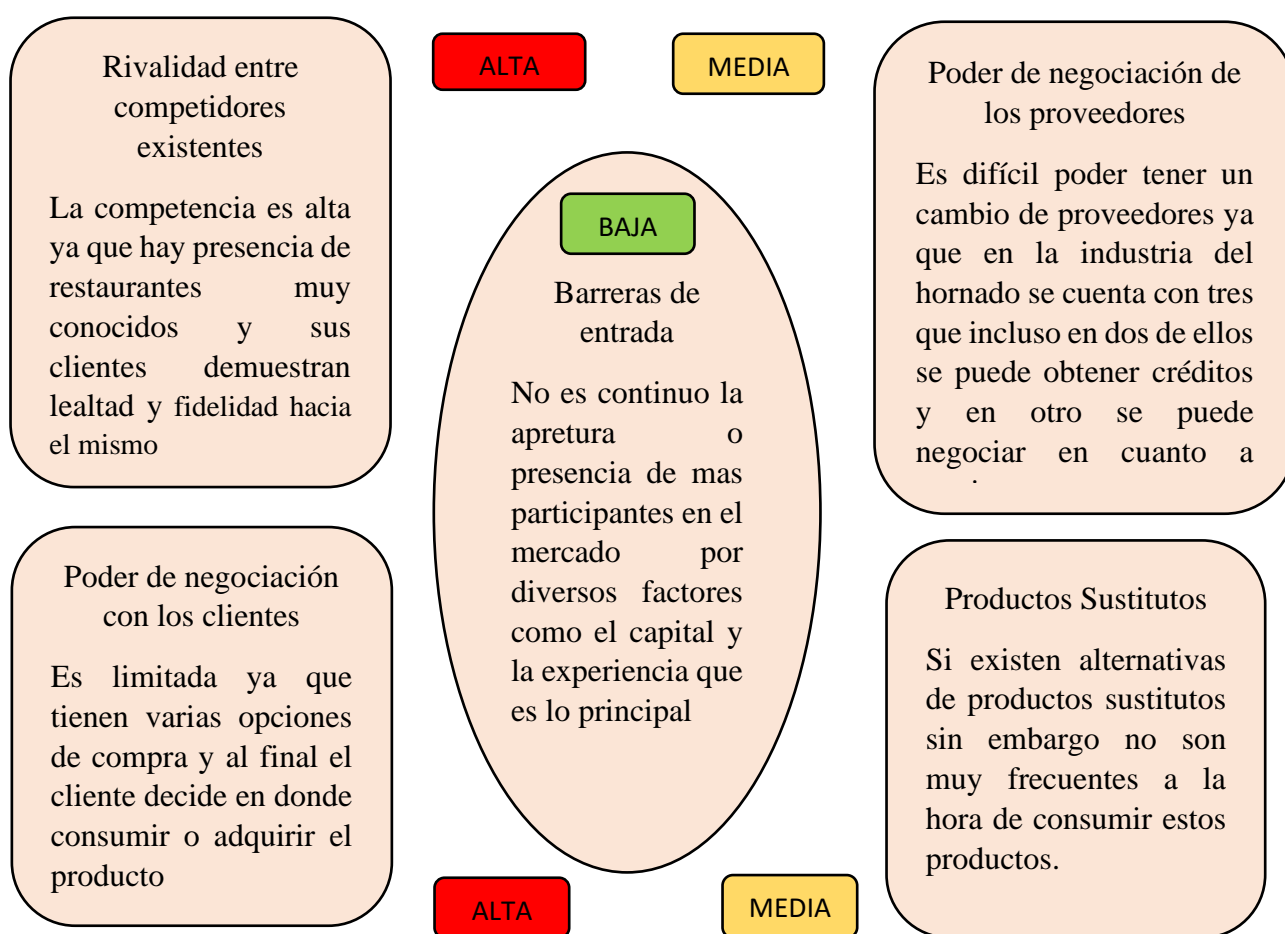 Rivalidad entre
competidores
existentes
La competencia es alta
ya que hay presencia de
restaurantes muy
conocidos y sus
clientes demuestran
lealtad y fidelidad hacia
el mismo
ALTA
MEDIA
Poder de negociación de
los proveedores
Es difícil poder tener un
cambio de proveedores ya
que en la industria del
hornado se cuenta con tres
que incluso en dos de ellos
se puede obtener créditos
y en otro se puede
negociar en cuanto a
BAJA
Barreras de
entrada
No es continuo la
apretura o
presencia de mas
participantes en el
mercado por
diversos factores
como el capital y
la experiencia que
es lo principal
Poder de negociación
con los clientes
Es limitada ya que
tienen varias opciones
de compra y al final el
cliente decide en donde
consumir o adquirir el
producto
Productos Sustitutos
Si existen alternativas
de productos sustitutos
sin embargo no son
muy frecuentes a la
hora de consumir estos
productos.
ALTA
MEDIA